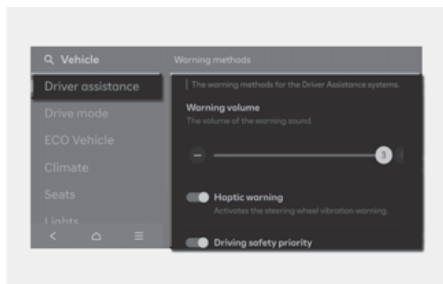 Vehicle
Warning methods
Driver assistance
The warning methods for the Driver Assistance systems.
Drive mode
Warning volume
The volume of the warning sound.
ECO Vehicle
Climate
3
Seats
Haptic warning
Activates the steering wheel vibration warning.
Lights
Driving safety priority